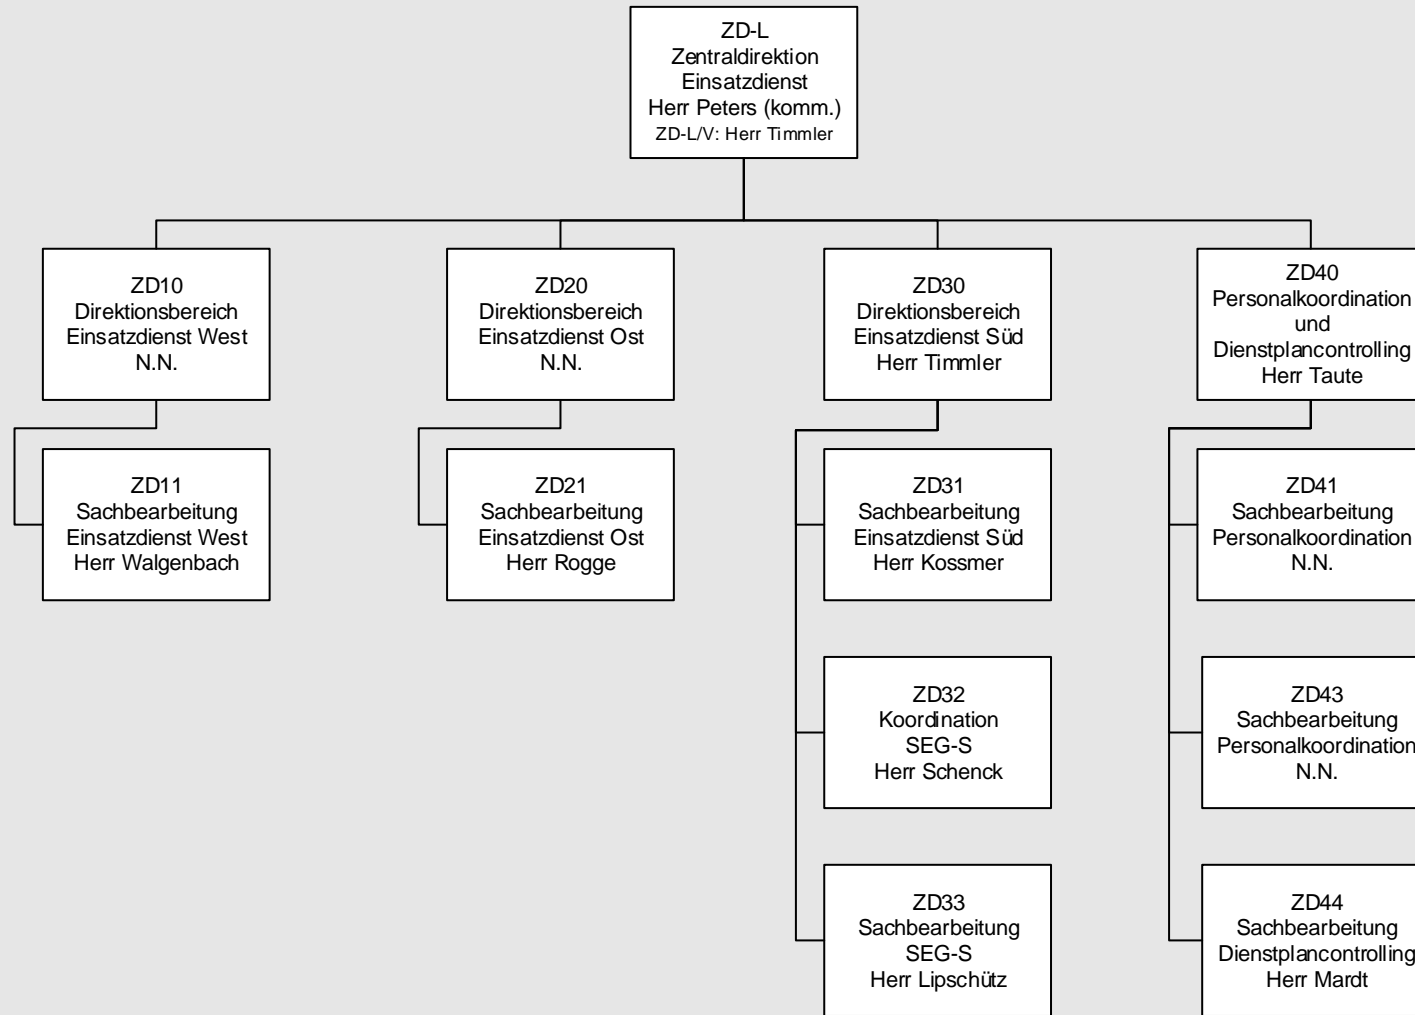 ZD-L
Zentraldirektion
Einsatzdienst
Herr Peters (komm.)
ZD-L/V: Herr Timmler
ZD10
Direktionsbereich
Einsatzdienst West
N.N.
ZD20
Direktionsbereich
Einsatzdienst Ost
N.N.
ZD30
Direktionsbereich
Einsatzdienst Süd
Herr Timmler
ZD40
Personalkoordination
und
Dienstplancontrolling
Herr Taute
ZD11
Sachbearbeitung
Einsatzdienst West
Herr Walgenbach
ZD21
Sachbearbeitung
Einsatzdienst Ost
Herr Rogge
ZD31
Sachbearbeitung
Einsatzdienst Süd
Herr Kossmer
ZD41
Sachbearbeitung
Personalkoordination
N.N.
ZD32
Koordination
SEG-S
Herr Schenck
ZD43
Sachbearbeitung
Personalkoordination
N.N.
ZD33
Sachbearbeitung
SEG-S
Herr Lipschütz
ZD44
Sachbearbeitung
Dienstplancontrolling
Herr Mardt